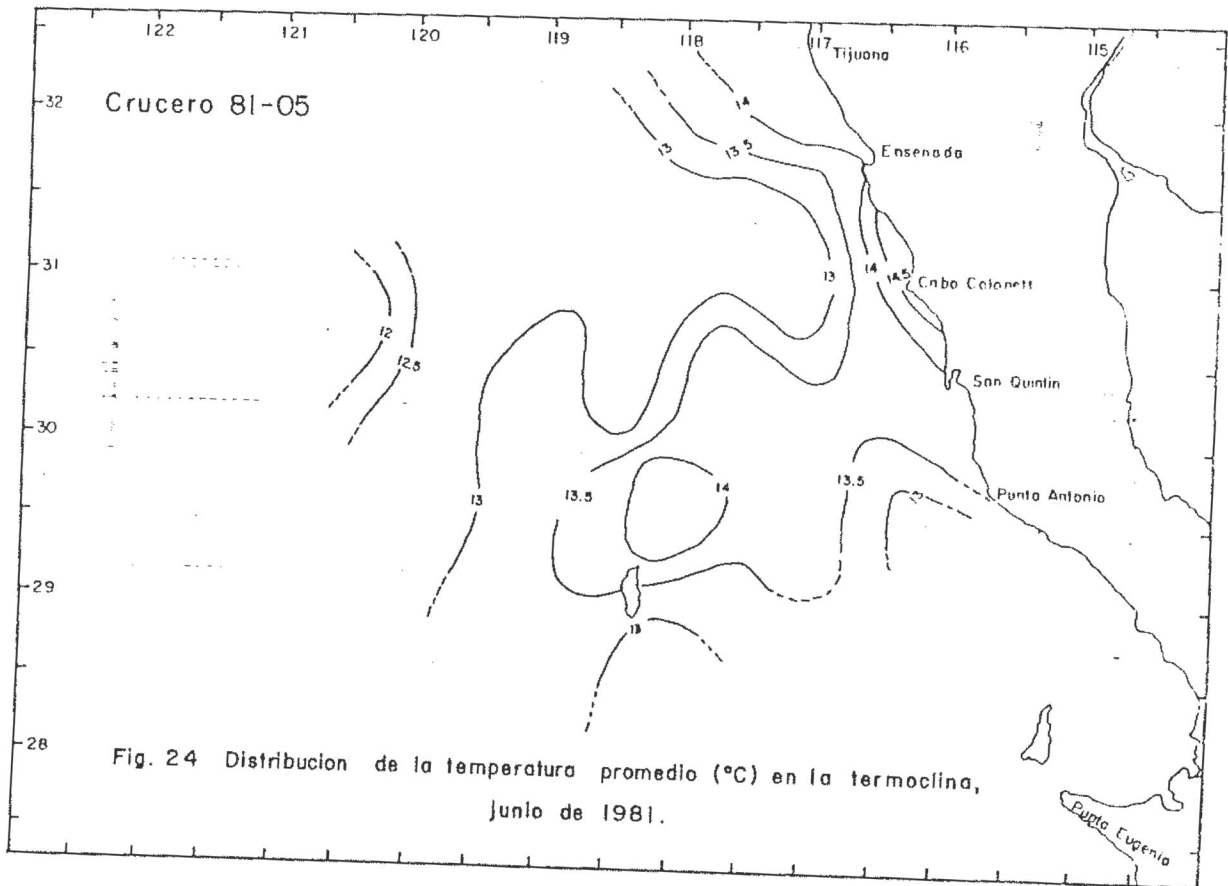 122 121 120 119 118 117 116 115
Tijuana
32
Crucero 81-05
14
13.5
13
Ensenada
31
13
14
14.5
Cabo Colonett
12
12.5
San Quintin
30
13
13.5
14
13.5
13
Punta Antonio
29
13
28
Fig. 24 Distribucion de la temperatura promedio (°C) en la termoclina,
junio de 1981.
Punta Eugenia